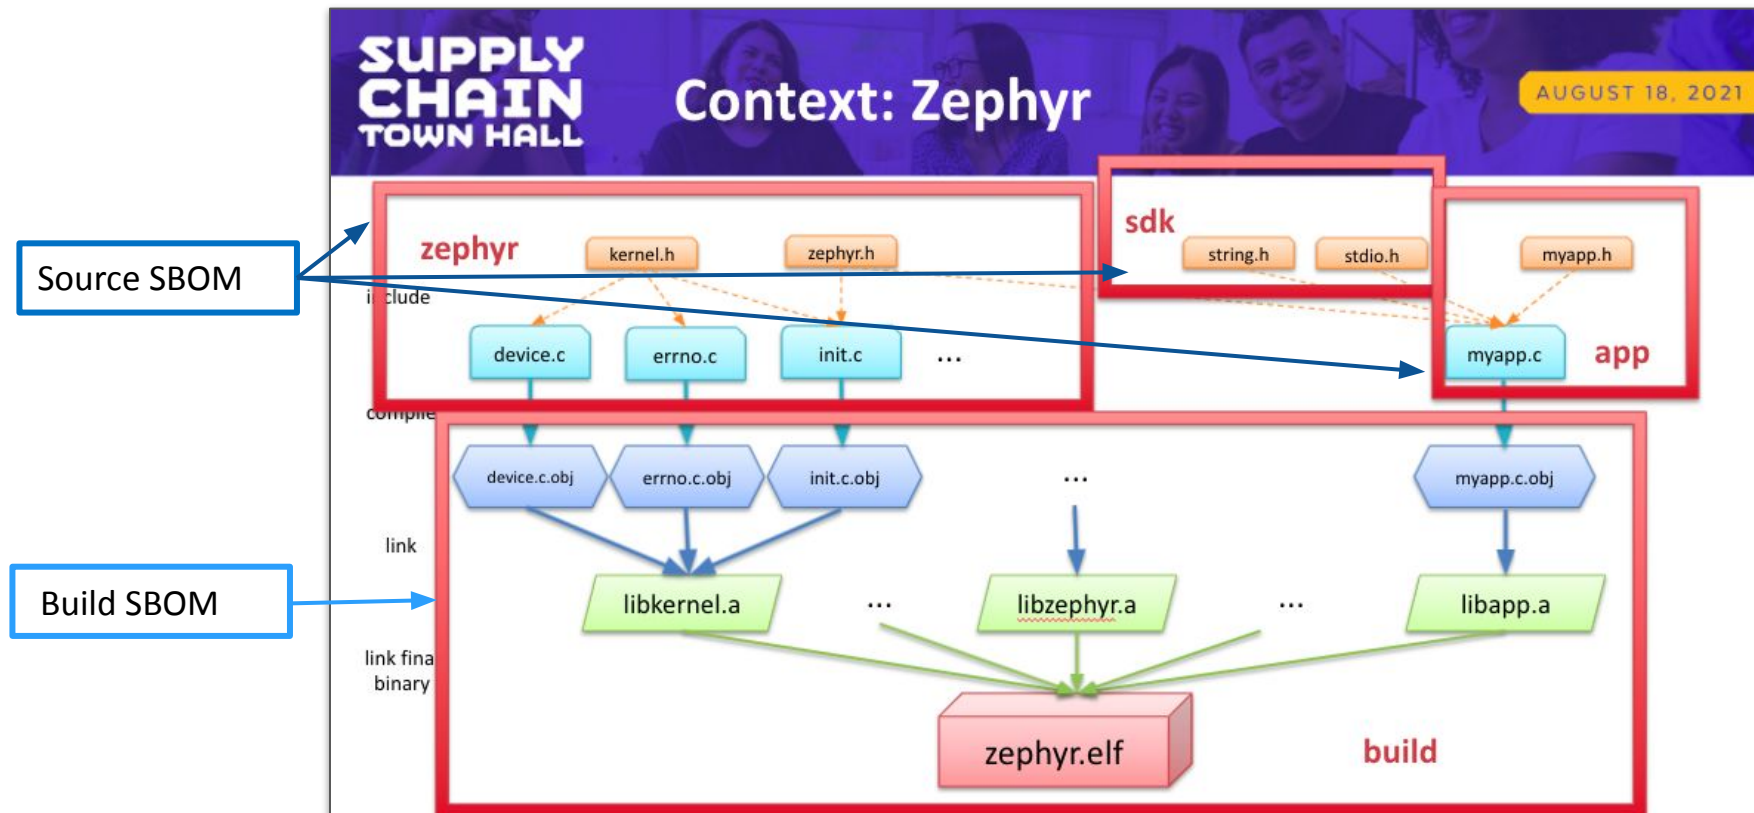 SUPPLY
CHAIN
TOWN HALL
Context: Zephyr
AUGUST 18, 2021
Source SBOM
zephyr
kernel.h
zephyr.h
sdk
string.h
stdio.h
myapp.h
include
device.c
errno.c
init.c
...
myapp.c
app
compile
device.c.obj
errno.c.obj
init.c.obj
...
myapp.c.obj
link
Build SBOM
libkernel.a
...
libzephyr.a
...
libapp.a
link fina
binary
zephyr.elf
build